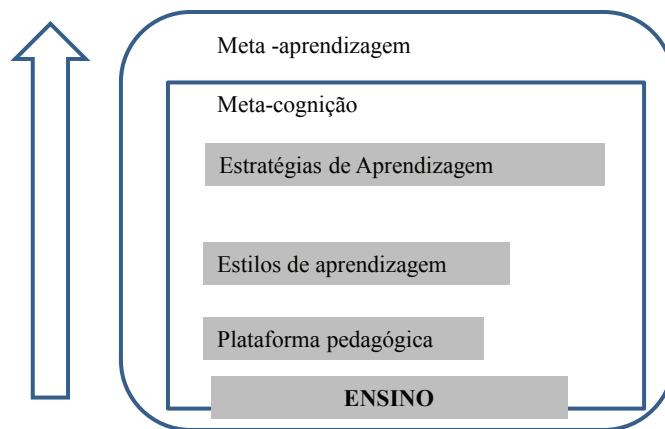 Meta -aprendizagem
Meta-cognição
Estratégias de Aprendizagem
Estilos de aprendizagem
Plataforma pedagógica
ENSINO